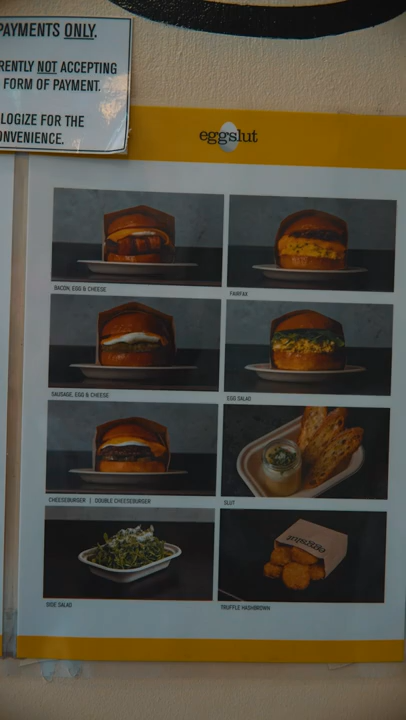 PAYMENTS ONLY.
RENTLY NOT ACCEPTING
FORM OF PAYMENT.
LOGIZE FOR THE
ONVENIENCE.
eggslut
BACON, EGG & CHEESE
FAIRFAX
SAUSAGE, EGG & CHEESE
EGG SALAD
CHEESEBURGER | DOUBLE CHEESEBURGER
SLUT
SIDE SALAD
TRUFFLE HASHBROWN